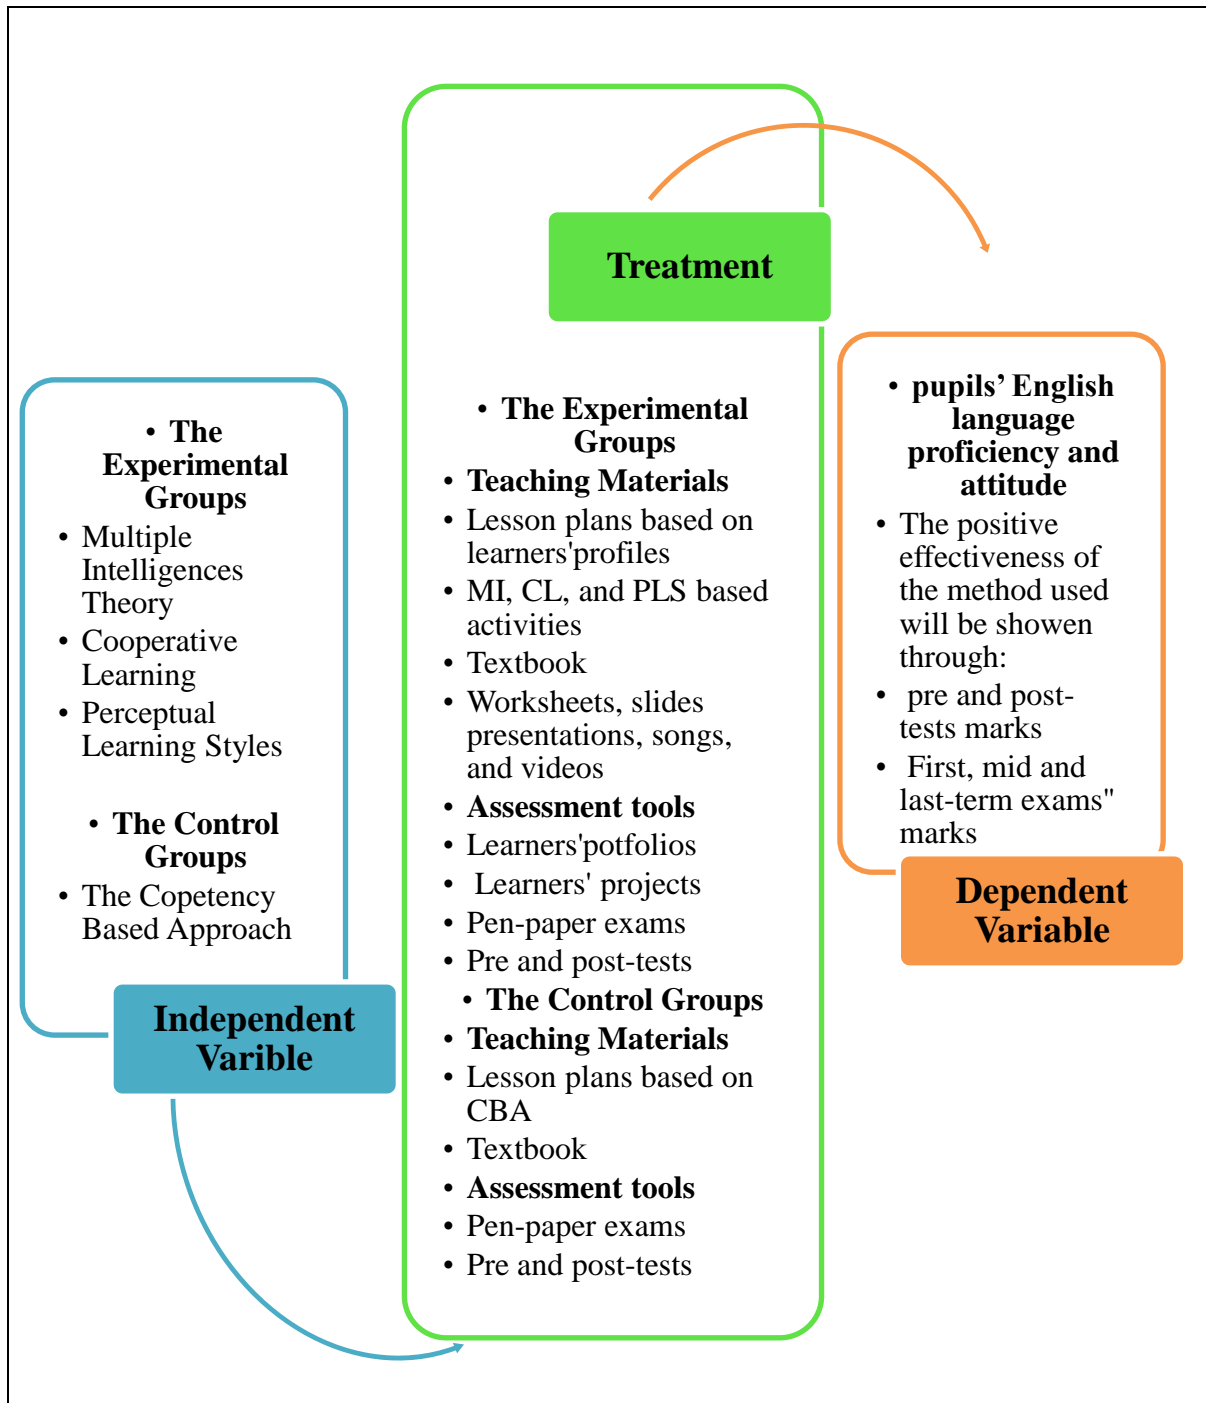 • The
Experimental
Groups
• Multiple
Intelligences
Theory
• Cooperative
Learning
• Perceptual
Learning Styles
• The Control
Groups
• The Copetency
Based Approach
Independent
Varible
Treatment
• The Experimental
Groups
• Teaching Materials
• Lesson plans based on
learners'profiles
• MI, CL, and PLS based
activities
• Textbook
• Worksheets, slides
presentations, songs,
and videos
• Assessment tools
• Learners'potfolios
• Learners' projects
• Pen-paper exams
• Pre and post-tests
• The Control Groups
• Teaching Materials
• Lesson plans based on
CBA
• Textbook
• Assessment tools
• Pen-paper exams
• Pre and post-tests
• pupils’ English
language
proficiency and
attitude
• The positive
effectiveness of
the method used
will be showen
through:
• pre and post-
tests marks
• First, mid and
last-term exams"
marks
Dependent
Variable